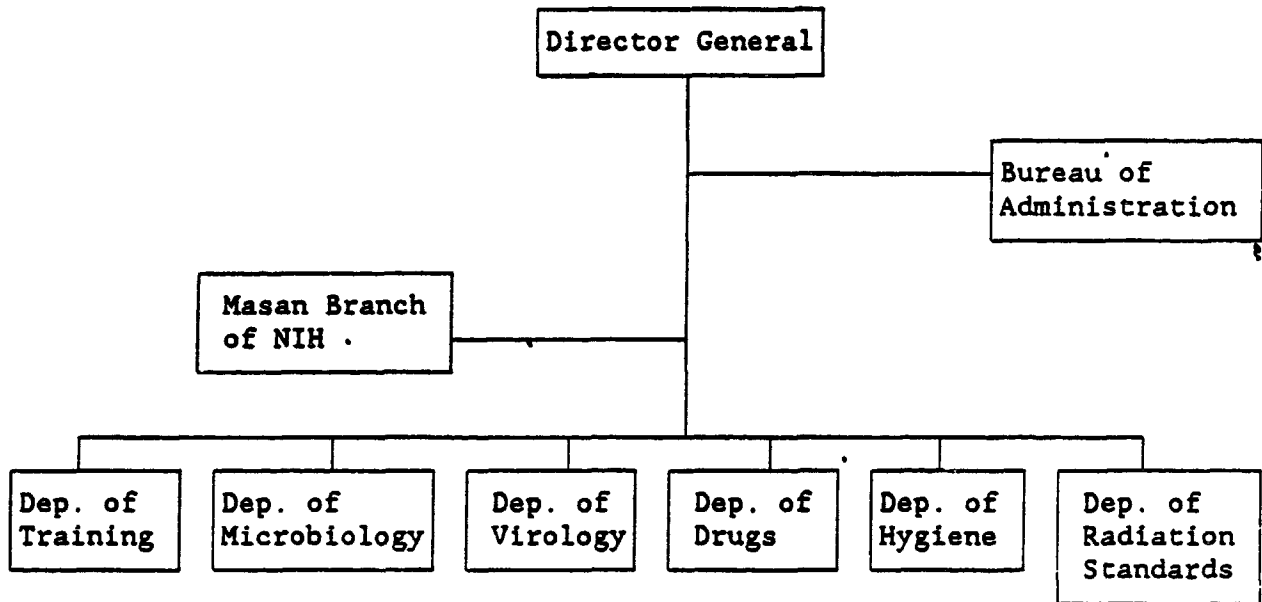 Director General
Bureau of
Administration
Masan Branch
of NIH
Dep. of
Training
Dep. of
Microbiology
Dep. of
Virology
Dep. of
Drugs
Dep. of
Hygiene
Dep. of
Radiation
Standards